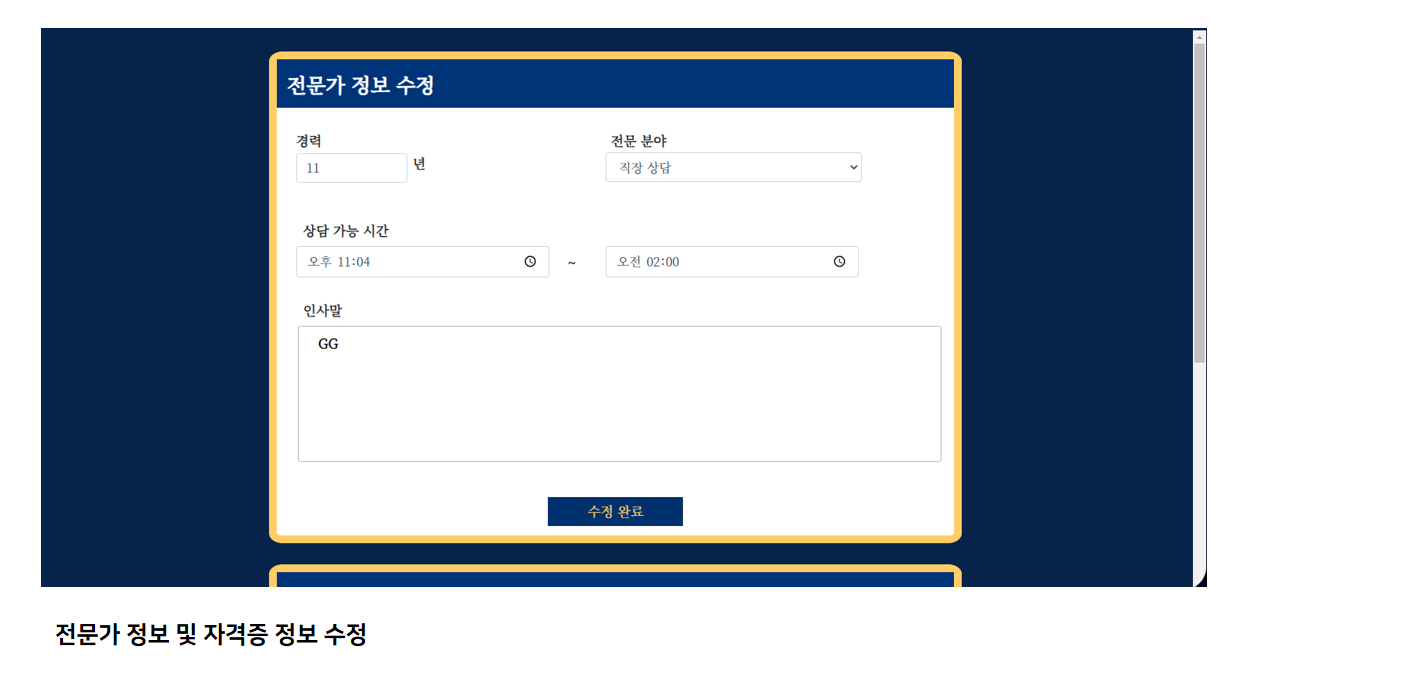 전문가 정보 수정
경력 전문 분야
11 년 직장 상담
상담 가능 시간
오후 11:04 ~ 오전 02:00
인사말
GG
수정 완료
전문가 정보 및 자격증 정보 수정